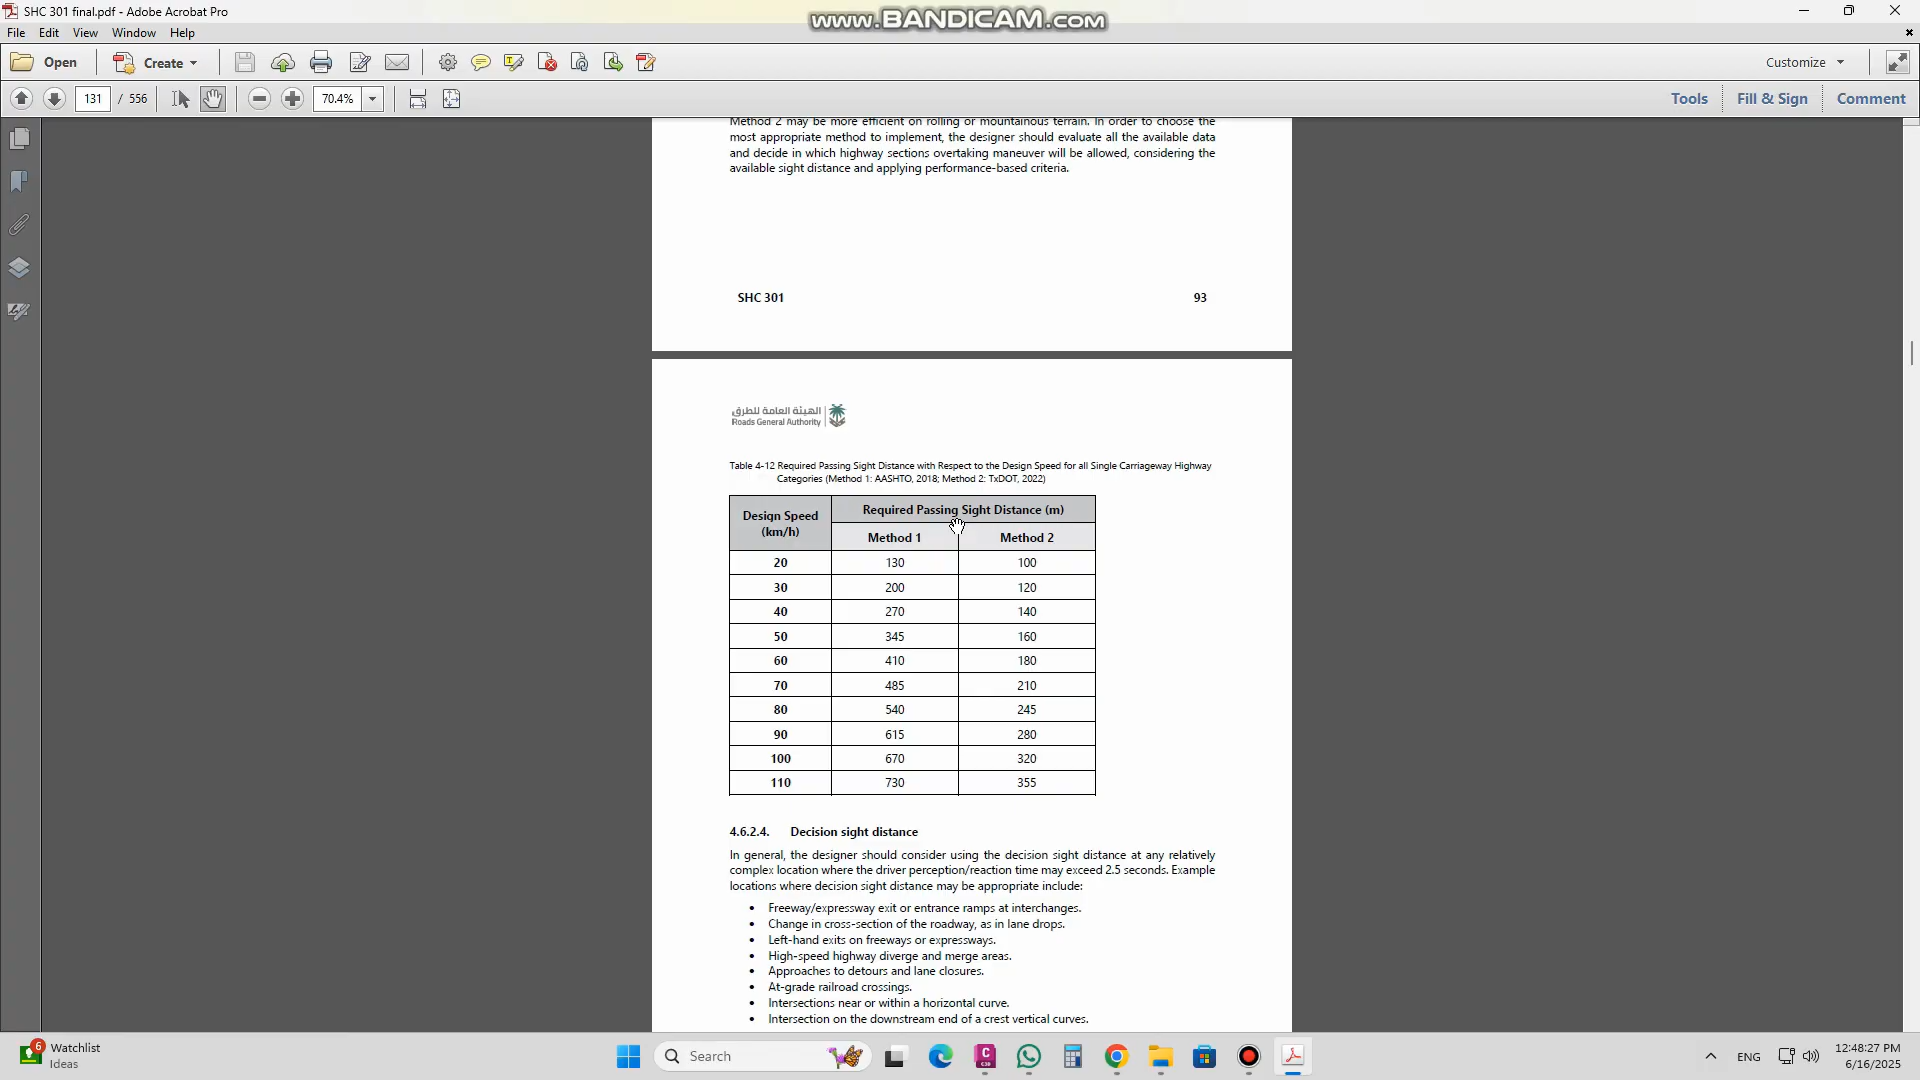 SHC 301 final.pdf - Adobe Acrobat Pro
www.BANDICAM.com
File Edit View Window Help
Open Create Customize
131 / 556 70.4% Tools Fill & Sign Comment
Method 2 may be more efficient on rolling or mountainous terrain. In order to choose the
most appropriate method to implement, the designer should evaluate all the available data
and decide in which highway sections overtaking maneuver will be allowed, considering the
available sight distance and applying performance-based criteria.
SHC 301 93
الهيئة العامة للطرق
Roads General Authority
Table 4-12 Required Passing Sight Distance with Respect to the Design Speed for all Single Carriageway Highway
Categories (Method 1: AASHTO, 2018; Method 2: TxDOT, 2022)
Design Speed (km/h) Required Passing Sight Distance (m)
Method 1 Method 2
20 130 100
30 200 120
40 270 140
50 345 160
60 410 180
70 485 210
80 540 245
90 615 280
100 670 320
110 730 355
4.6.2.4. Decision sight distance
In general, the designer should consider using the decision sight distance at any relatively
complex location where the driver perception/reaction time may exceed 2.5 seconds. Example
locations where decision sight distance may be appropriate include:
• Freeway/expressway exit or entrance ramps at interchanges.
• Change in cross-section of the roadway, as in lane drops.
• Left-hand exits on freeways or expressways.
• High-speed highway diverge and merge areas.
• Approaches to detours and lane closures.
• At-grade railroad crossings.
• Intersections near or within a horizontal curve.
• Intersection on the downstream end of a crest vertical curves.
6 Watchlist
Ideas
Search
ENG
12:48:27 PM
6/16/2025